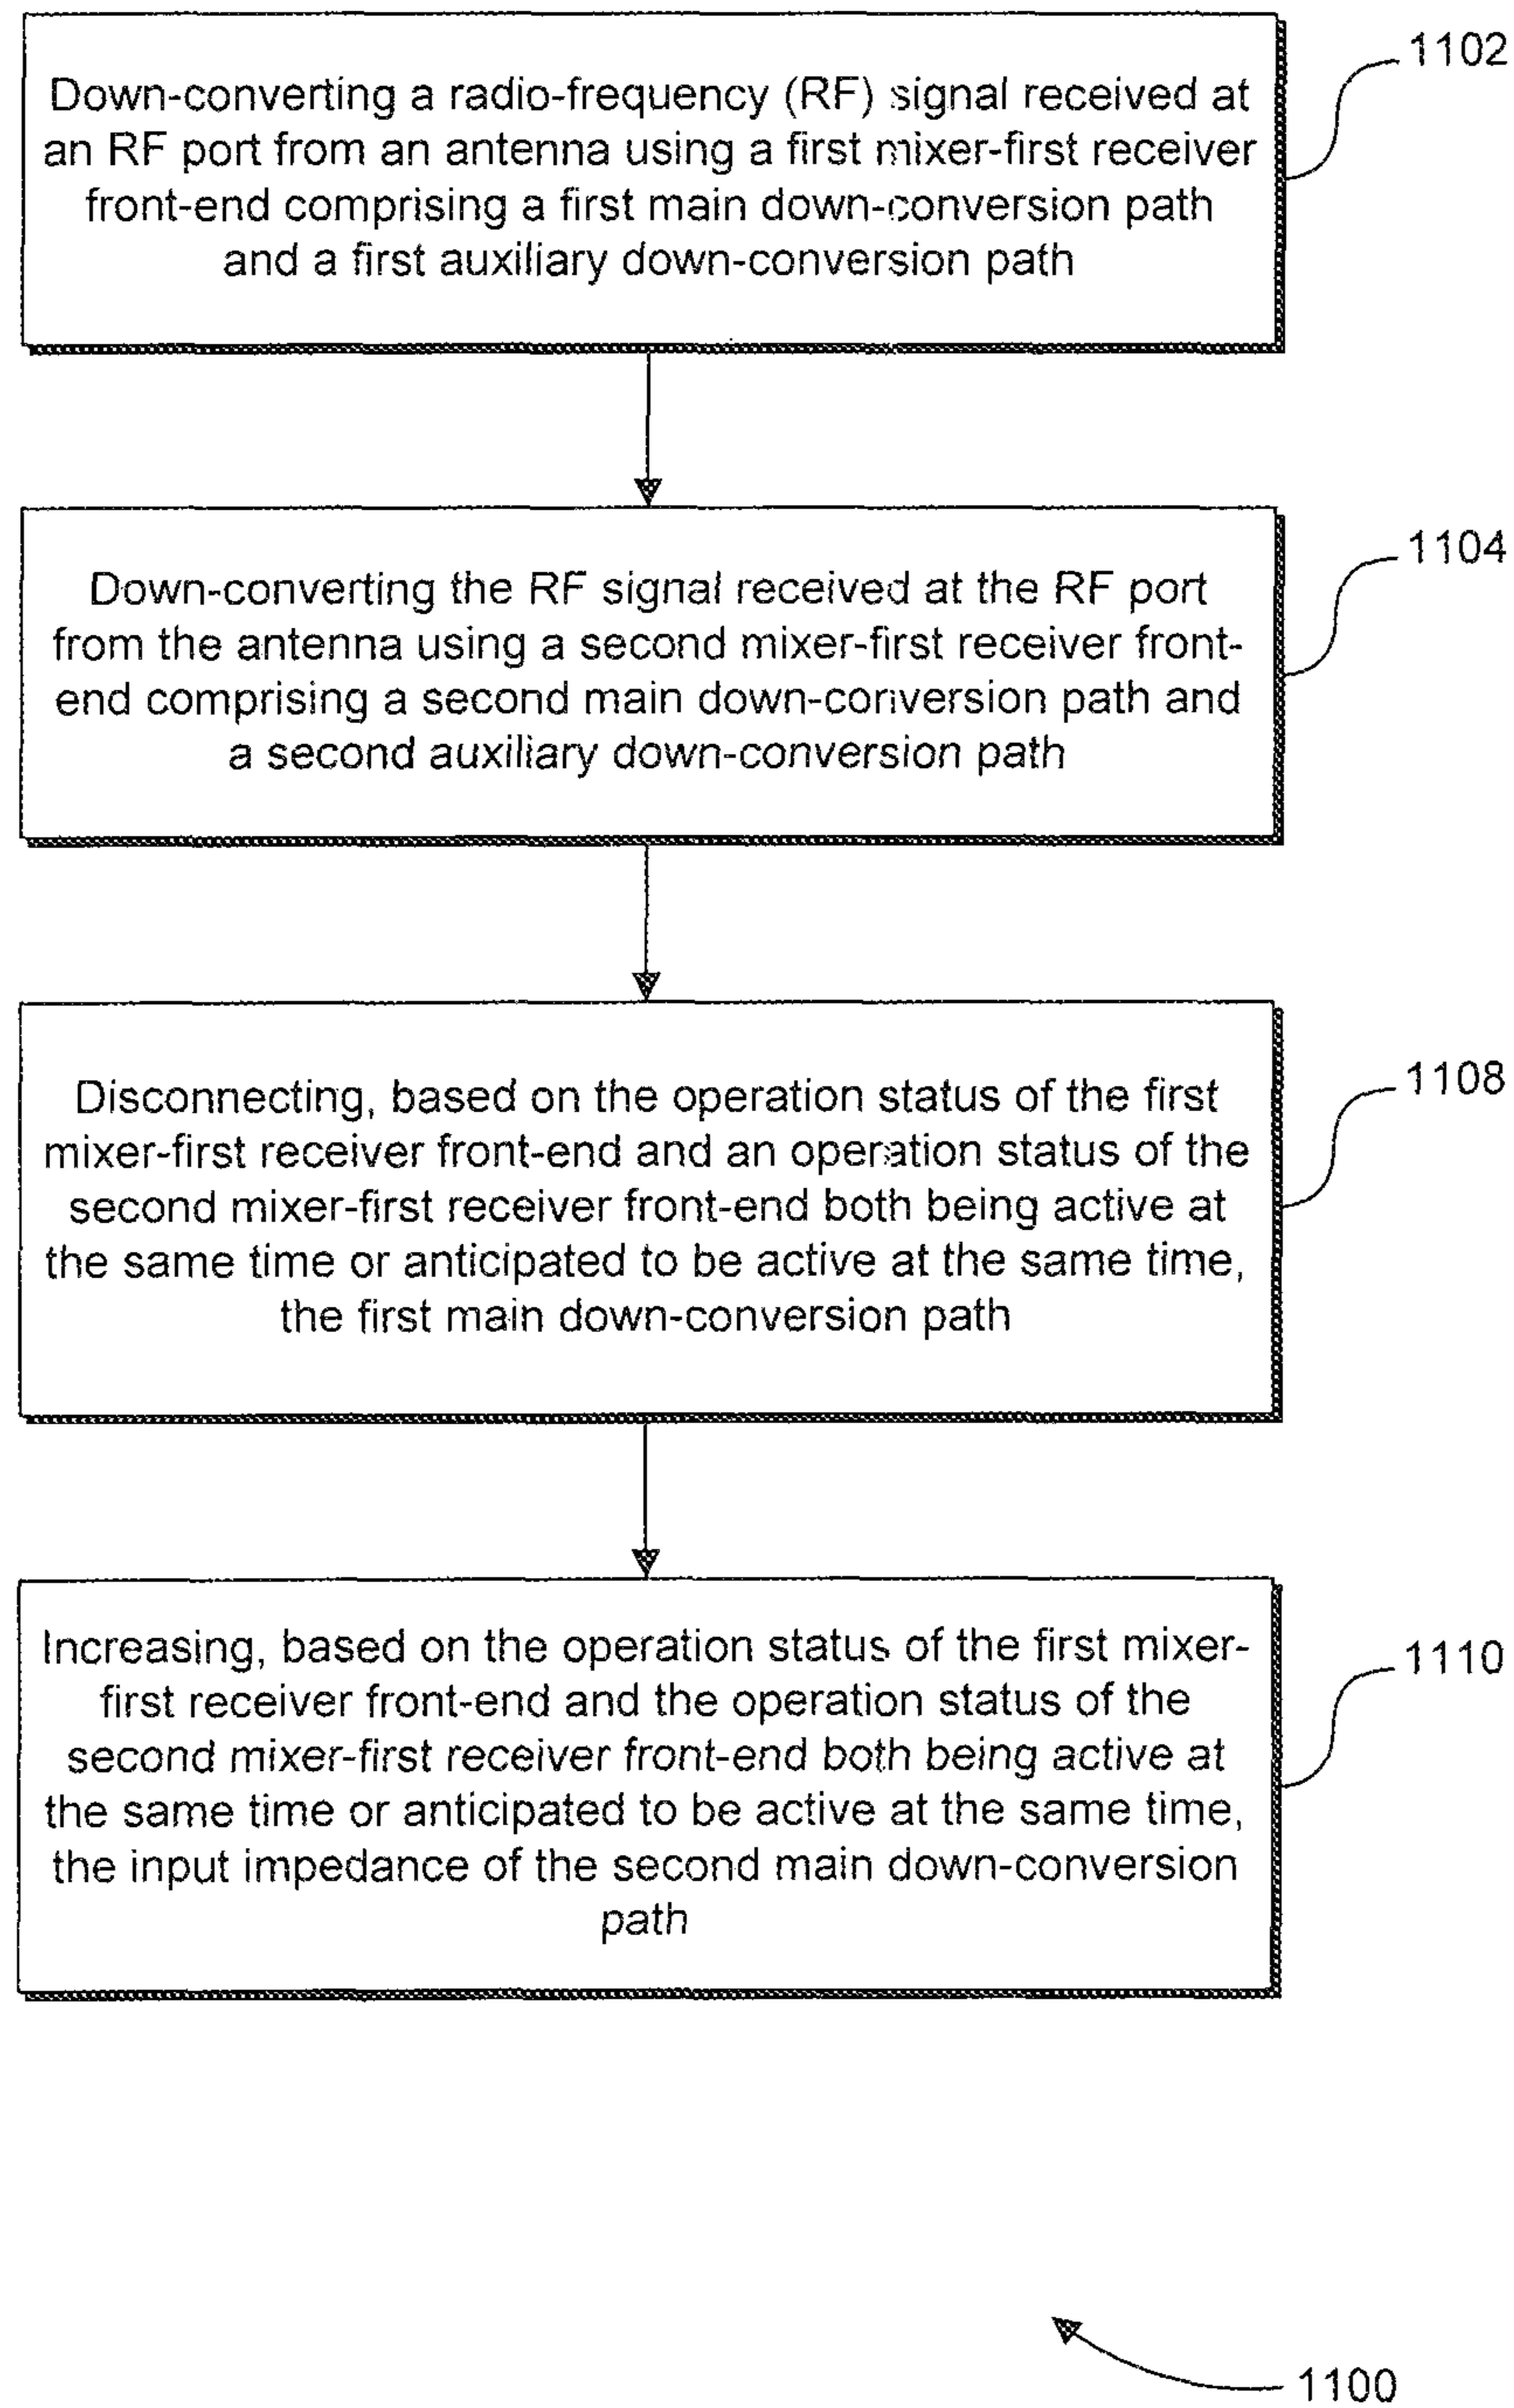 Down-converting a radio-frequency (RF) signal received at
an RF port from an antenna using a first mixer-first receiver
front-end comprising a first main down-conversion path
and a first auxiliary down-conversion path
1102
Down-converting the RF signal received at the RF port
from the antenna using a second mixer-first receiver front-
end comprising a second main down-conversion path and
a second auxiliary down-conversion path
1104
Disconnecting, based on the operation status of the first
mixer-first receiver front-end and an operation status of the
second mixer-first receiver front-end both being active at
the same time or anticipated to be active at the same time,
the first main down-conversion path
1108
Increasing, based on the operation status of the first mixer-
first receiver front-end and the operation status of the
second mixer-first receiver front-end both being active at
the same time or anticipated to be active at the same time,
the input impedance of the second main down-conversion
path
1110
1100